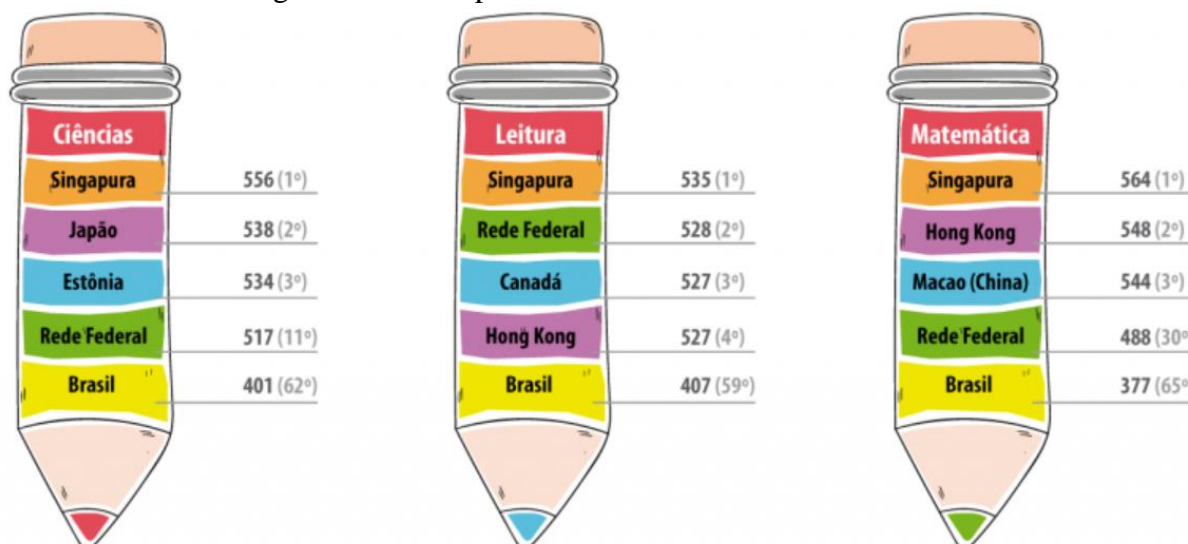 Ciências
Singapura 556 (1º)
Japão 538 (2º)
Estônia 534 (3º)
Rede Federal 517 (11º)
Brasil 401 (62º)
Leitura
Singapura 535 (1º)
Rede Federal 528 (2º)
Canadá 527 (3º)
Hong Kong 527 (4º)
Brasil 407 (59º)
Matemática
Singapura 564 (1º)
Hong Kong 548 (2º)
Macao (China) 544 (3º)
Rede Federal 488 (30º
Brasil 377 (65º